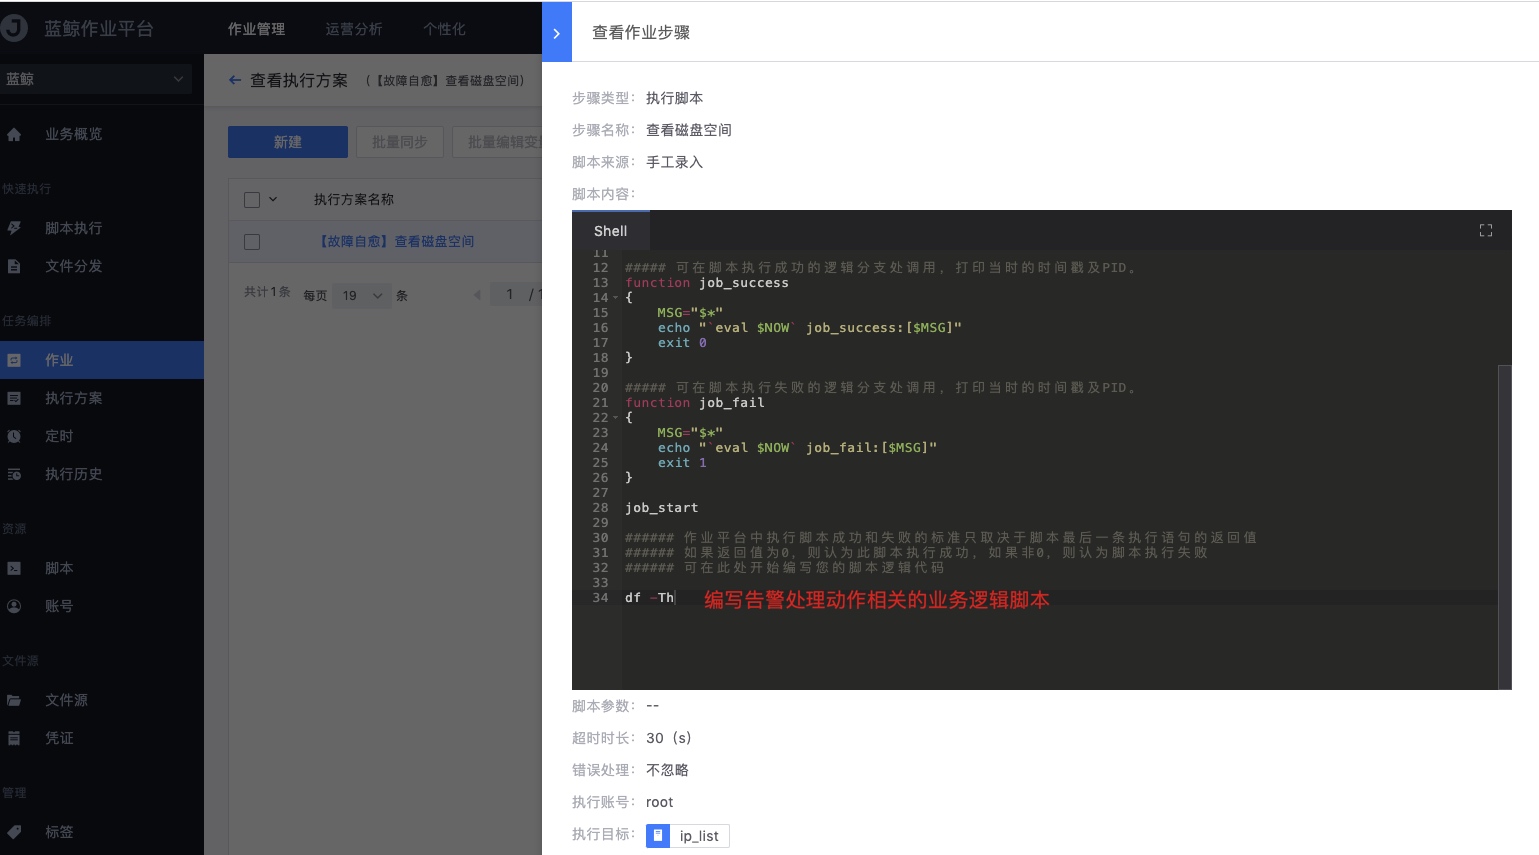 蓝鲸作业平台
作业管理 运营分析 个性化
蓝鲸
业务概览
快速执行
脚本执行
文件分发
任务编排
作业
执行方案
定时
执行历史
资源
脚本
账号
文件源
文件源
凭证
管理
标签
查看执行方案 (【故障自愈】查看磁盘空间)
新建 批量同步 批量编辑变
执行方案名称
【故障自愈】查看磁盘空间
共计1条 每页 19 条 1 / 1
查看作业步骤
步骤类型： 执行脚本
步骤名称： 查看磁盘空间
脚本来源： 手工录入
脚本内容：
Shell
11
12 ##### 可在脚本执行成功的逻辑分支处调用，打印当时的时间戳及PID。
13 function job_success
14 {
15 MSG="$*"
16 echo "`eval $NOW` job_success:[$MSG]"
17 exit 0
18 }
19
20 ##### 可在脚本执行失败的逻辑分支处调用，打印当时的时间戳及PID。
21 function job_fail
22 {
23 MSG="$*"
24 echo "`eval $NOW` job_fail:[$MSG]"
25 exit 1
26 }
27
28 job_start
29
30 ###### 作业平台中执行脚本成功和失败的标准只取决于脚本最后一条执行语句的返回值
31 ###### 如果返回值为0，则认为此脚本执行成功，如果非0，则认为脚本执行失败
32 ###### 可在此处开始编写您的脚本逻辑代码
33
34 df -Th 编写告警处理动作相关的业务逻辑脚本
脚本参数： --
超时时长： 30（s）
错误处理： 不忽略
执行账号： root
执行目标： ip_list